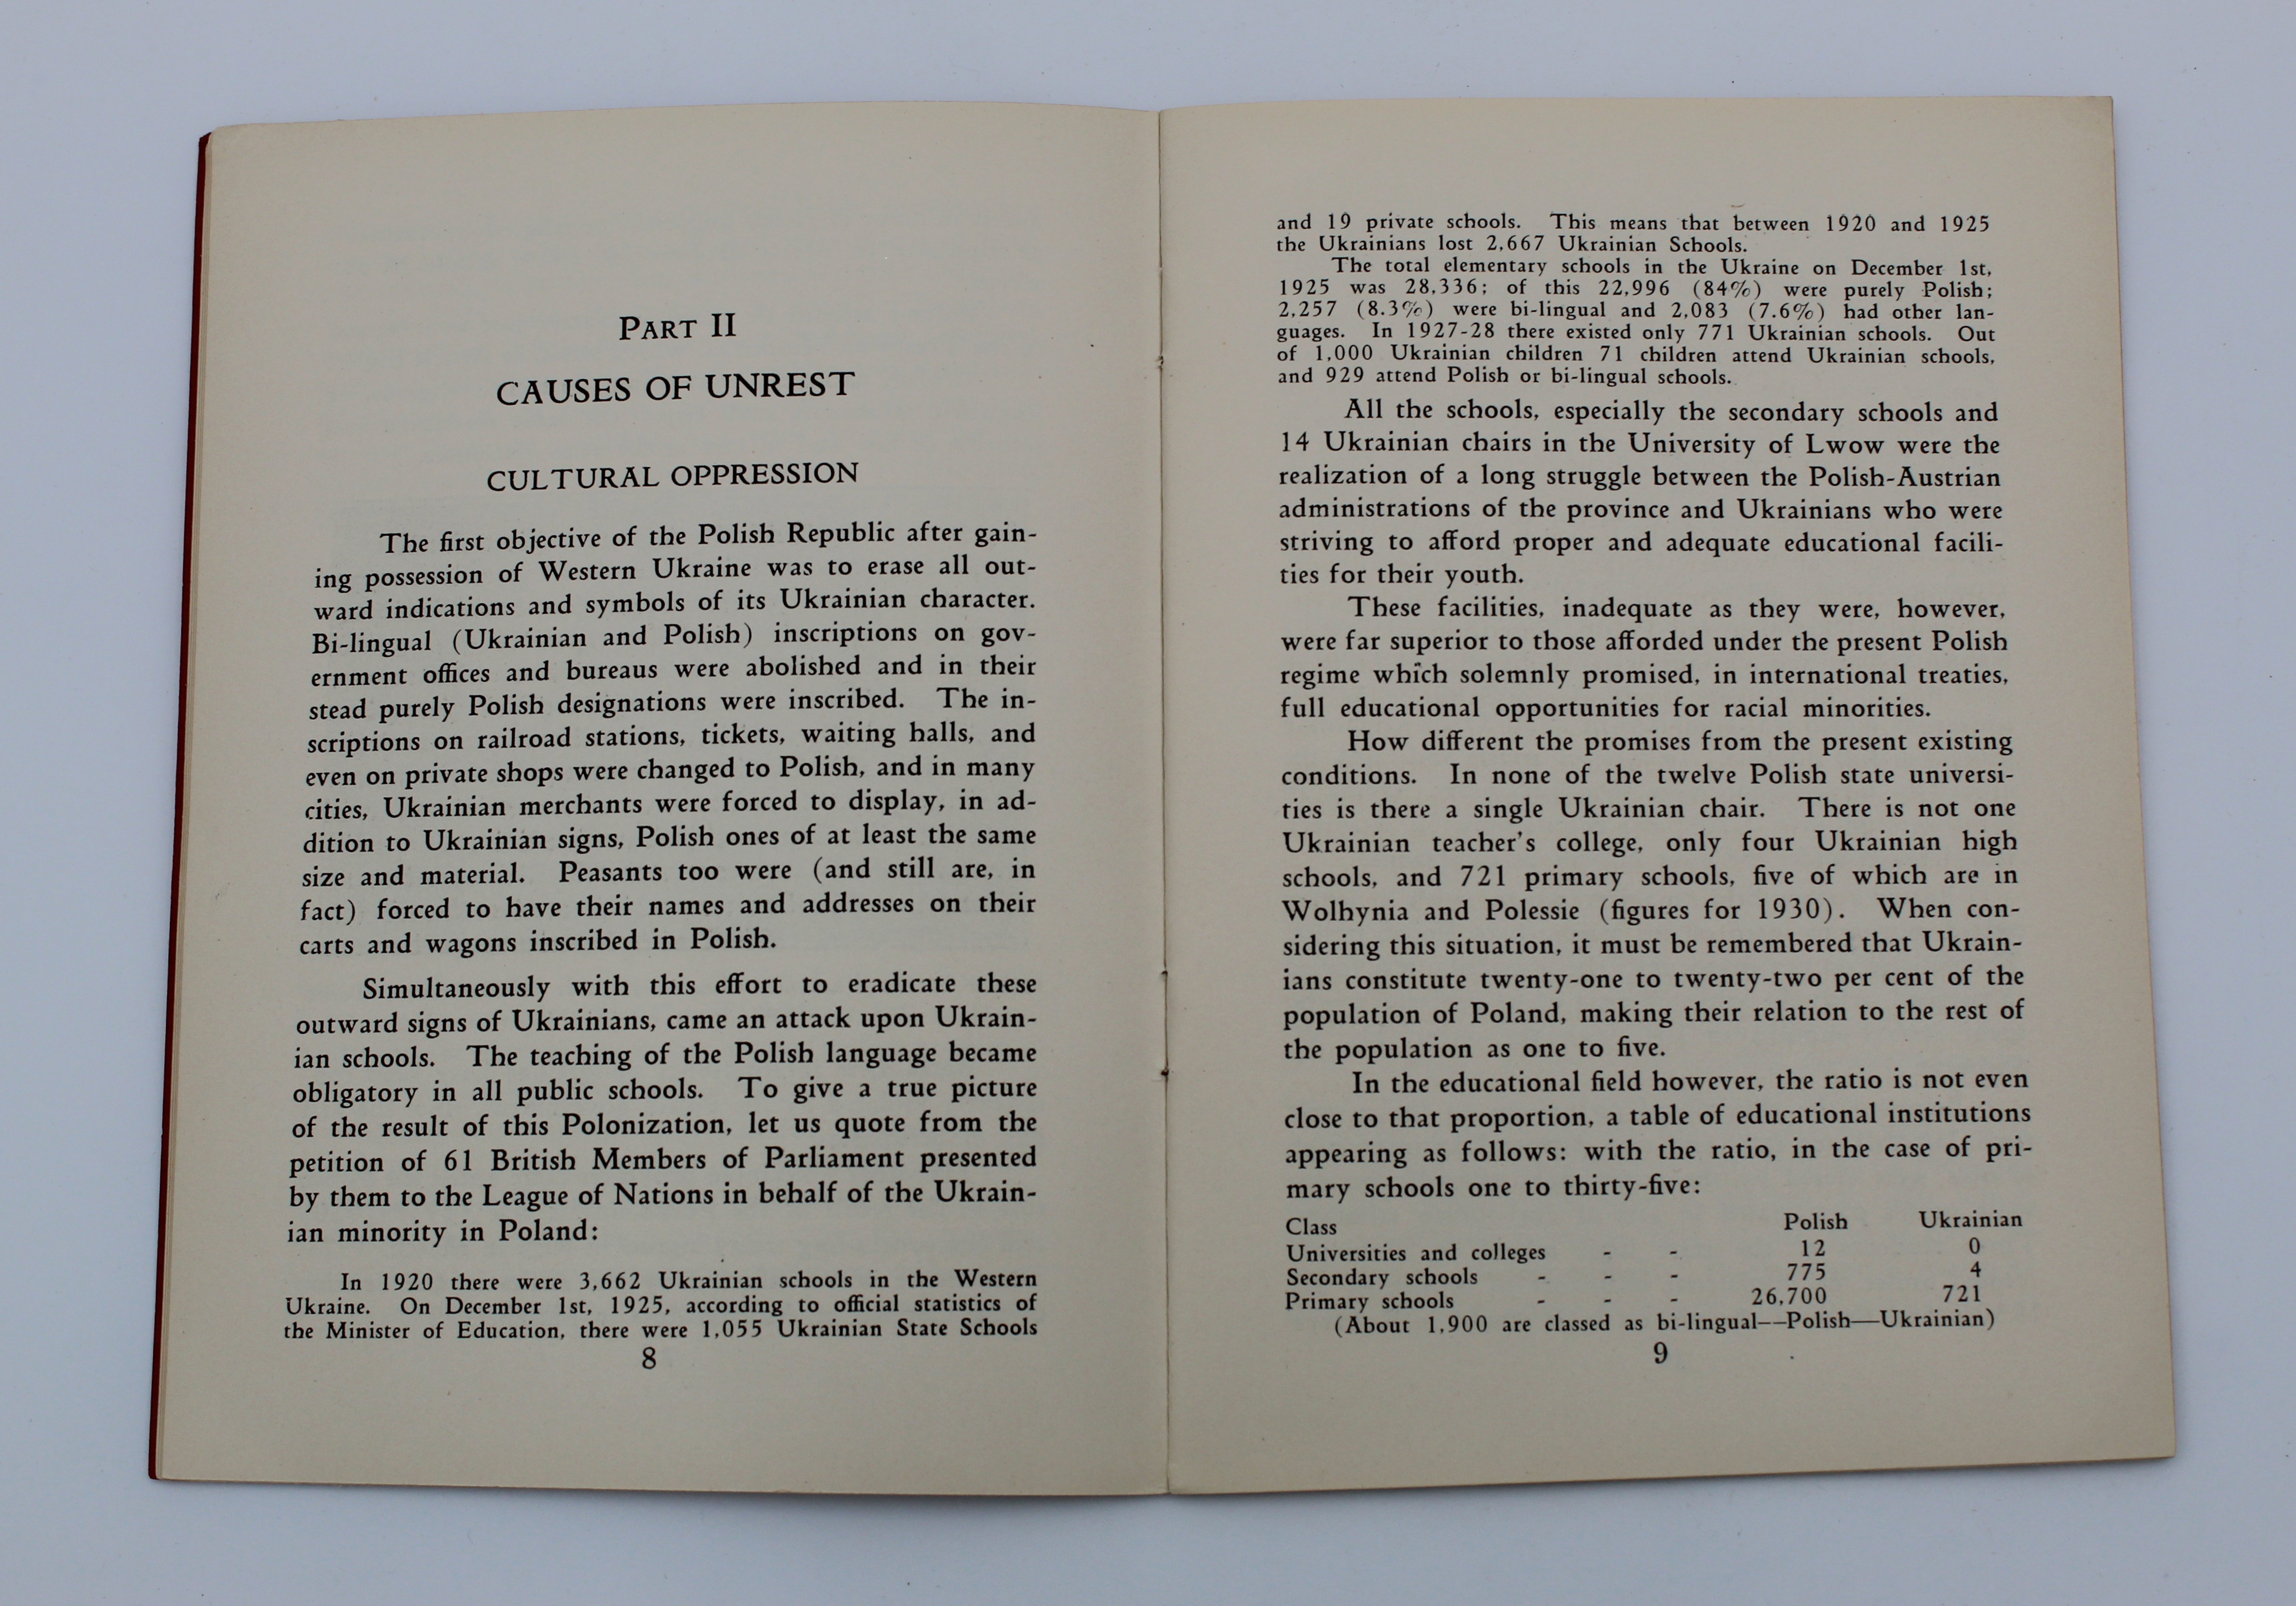 PART II
CAUSES OF UNREST
CULTURAL OPPRESSION
The first objective of the Polish Republic after gain-
ing possession of Western Ukraine was to erase all out-
ward indications and symbols of its Ukrainian character.
Bi-lingual (Ukrainian and Polish) inscriptions on gov-
ernment offices and bureaus were abolished and in their
stead purely Polish designations were inscribed. The in-
scriptions on railroad stations, tickets, waiting halls, and
even on private shops were changed to Polish, and in many
cities, Ukrainian merchants were forced to display, in ad-
dition to Ukrainian signs, Polish ones of at least the same
size and material. Peasants too were (and still are, in
fact) forced to have their names and addresses on their
carts and wagons inscribed in Polish.
Simultaneously with this effort to eradicate these
outward signs of Ukrainians, came an attack upon Ukrain-
ian schools. The teaching of the Polish language became
obligatory in all public schools. To give a true picture
of the result of this Polonization, let us quote from the
petition of 61 British Members of Parliament presented
by them to the League of Nations in behalf of the Ukrain-
ian minority in Poland:
In 1920 there were 3,662 Ukrainian schools in the Western
Ukraine. On December 1st, 1925, according to official statistics of
the Minister of Education, there were 1,055 Ukrainian State Schools
8
and 19 private schools. This means that between 1920 and 1925
the Ukrainians lost 2,667 Ukrainian Schools.
The total elementary schools in the Ukraine on December 1st,
1925 was 28,336; of this 22,996 (84%) were purely Polish;
2,257 (8.3%) were bi-lingual and 2,083 (7.6%) had other lan-
guages. In 1927-28 there existed only 771 Ukrainian schools. Out
of 1,000 Ukrainian children 71 children attend Ukrainian schools,
and 929 attend Polish or bi-lingual schools.
All the schools, especially the secondary schools and
14 Ukrainian chairs in the University of Lwow were the
realization of a long struggle between the Polish-Austrian
administrations of the province and Ukrainians who were
striving to afford proper and adequate educational facili-
ties for their youth.
These facilities, inadequate as they were, however,
were far superior to those afforded under the present Polish
regime which solemnly promised, in international treaties,
full educational opportunities for racial minorities.
How different the promises from the present existing
conditions. In none of the twelve Polish state universi-
ties is there a single Ukrainian chair. There is not one
Ukrainian teacher's college, only four Ukrainian high
schools, and 721 primary schools, five of which are in
Wolhynia and Polessie (figures for 1930). When con-
sidering this situation, it must be remembered that Ukrain-
ians constitute twenty-one to twenty-two per cent of the
population of Poland, making their relation to the rest of
the population as one to five.
In the educational field however, the ratio is not even
close to that proportion, a table of educational institutions
appearing as follows: with the ratio, in the case of pri-
mary schools one to thirty-five:
Class Polish Ukrainian
Universities and colleges - - 12 0
Secondary schools - - - 775 4
Primary schools - - - 26,700 721
(About 1,900 are classed as bi-lingual––Polish—Ukrainian)
9